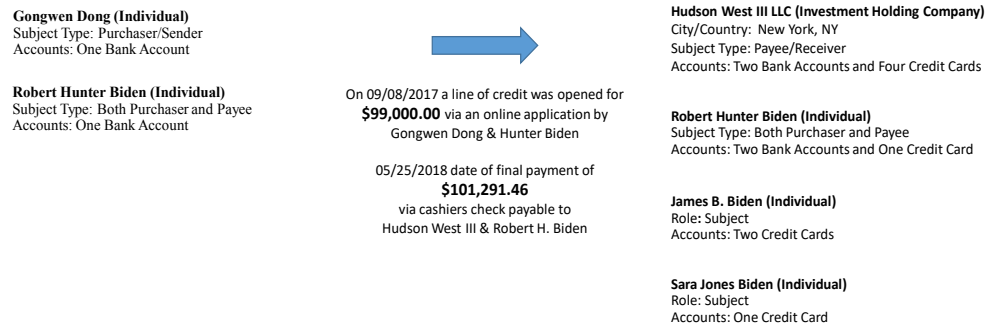 Gongwen Dong (Individual)
Subject Type: Purchaser/Sender
Accounts: One Bank Account
Robert Hunter Biden (Individual)
Subject Type: Both Purchaser and Payee
Accounts: One Bank Account
On 09/08/2017 a line of credit was opened for
$99,000.00 via an online application by
Gongwen Dong & Hunter Biden
05/25/2018 date of final payment of
$101,291.46
via cashiers check payable to
Hudson West III & Robert H. Biden
Hudson West III LLC (Investment Holding Company)
City/Country: New York, NY
Subject Type: Payee/Receiver
Accounts: Two Bank Accounts and Four Credit Cards
Robert Hunter Biden (Individual)
Subject Type: Both Purchaser and Payee
Accounts: Two Bank Accounts and One Credit Card
James B. Biden (Individual)
Role: Subject
Accounts: Two Credit Cards
Sara Jones Biden (Individual)
Role: Subject
Accounts: One Credit Card